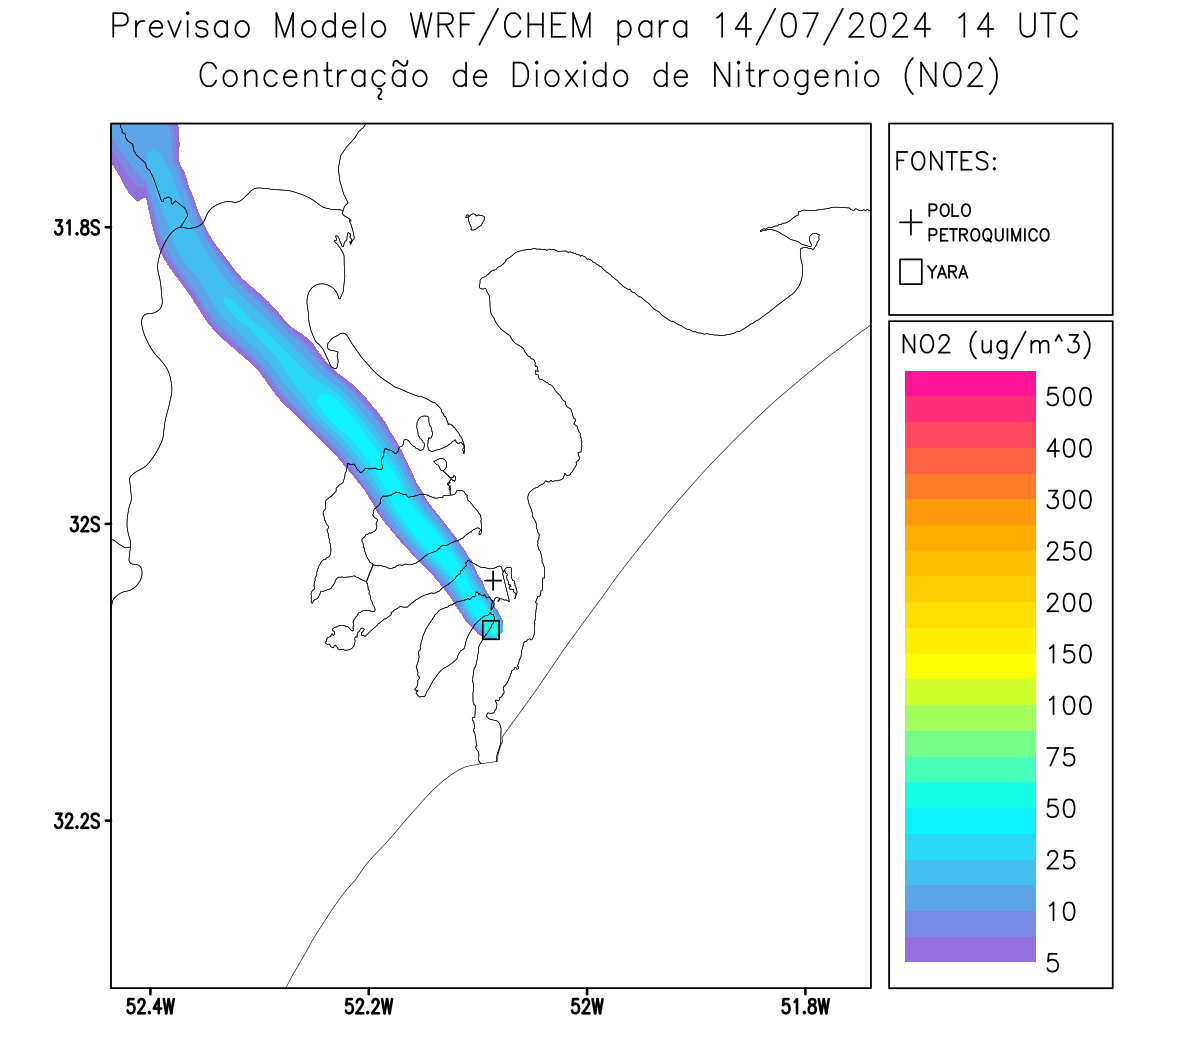 Previsao Modelo WRF/CHEM para 14/07/2024 14 UTC
Concentração de Dioxido de Nitrogenio (NO2)
FONTES:
POLO
PETROQUIMICO
YARA
NO2 (ug/m^3)
500
400
300
250
200
150
100
75
50
25
10
5
31.8S
32S
32.2S
52.4W
52.2W
52W
51.8W